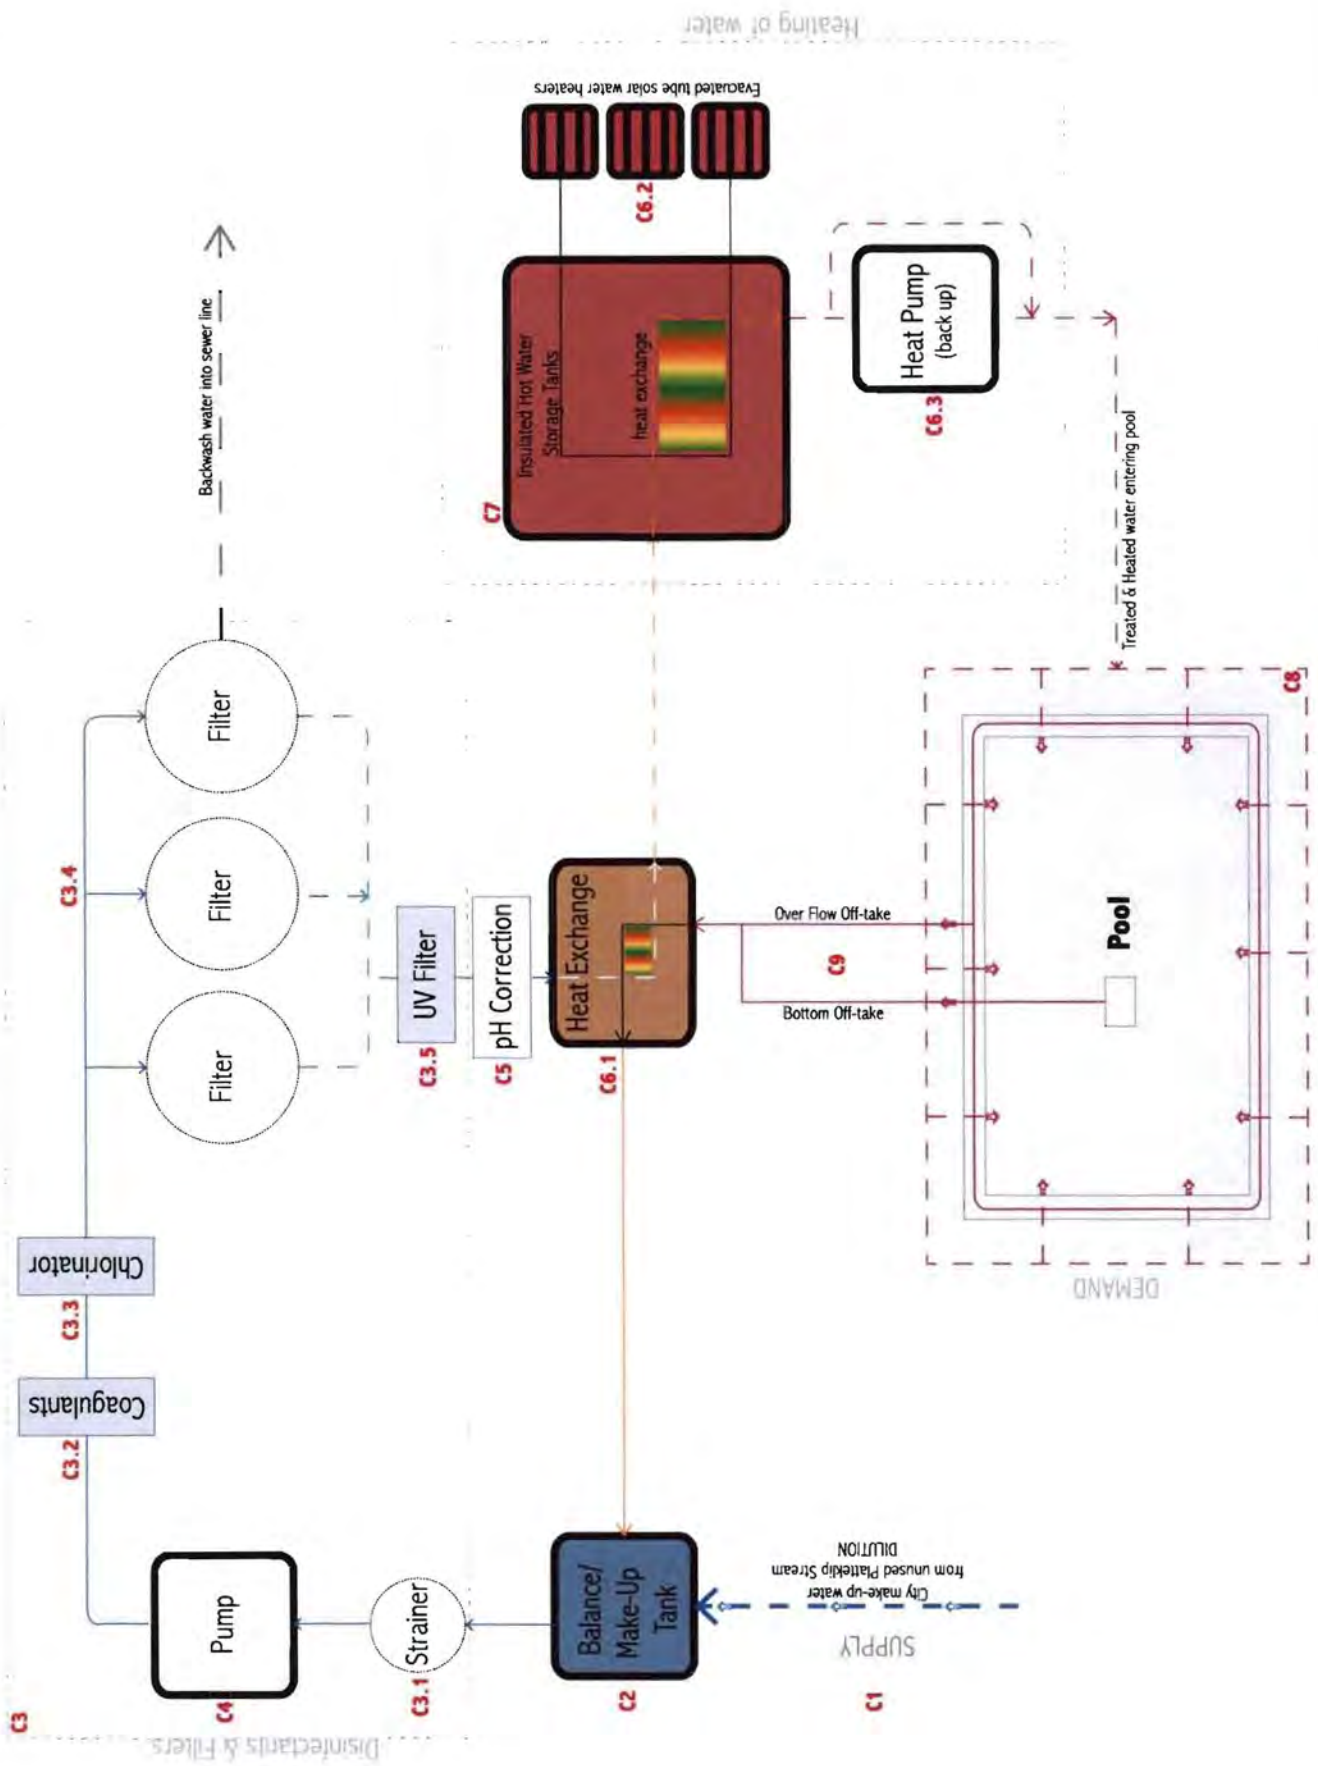 C3
Disinfectants & Filters
C4
Pump
C3.1
Strainer
C2
Balance/
Make-Up
Tank
C1
SUPPLY
City make-up water
from unused Platteklip Stream
DILUTION
C3.2
Coagulants
C3.3
Chlorinator
C3.4
Filter
Filter
Filter
Backwash water into sewer line
C3.5
UV Filter
C5
pH Correction
C6.1
Heat Exchange
Over Flow Off-take
C9
Bottom Off-take
Pool
DEMAND
C8
Treated & Heated water entering pool
C7
Insulated Hot Water
Storage Tanks
heat exchange
C6.2
Evacuated tube solar water heaters
C6.3
Heat Pump
(back up)
Heating of water